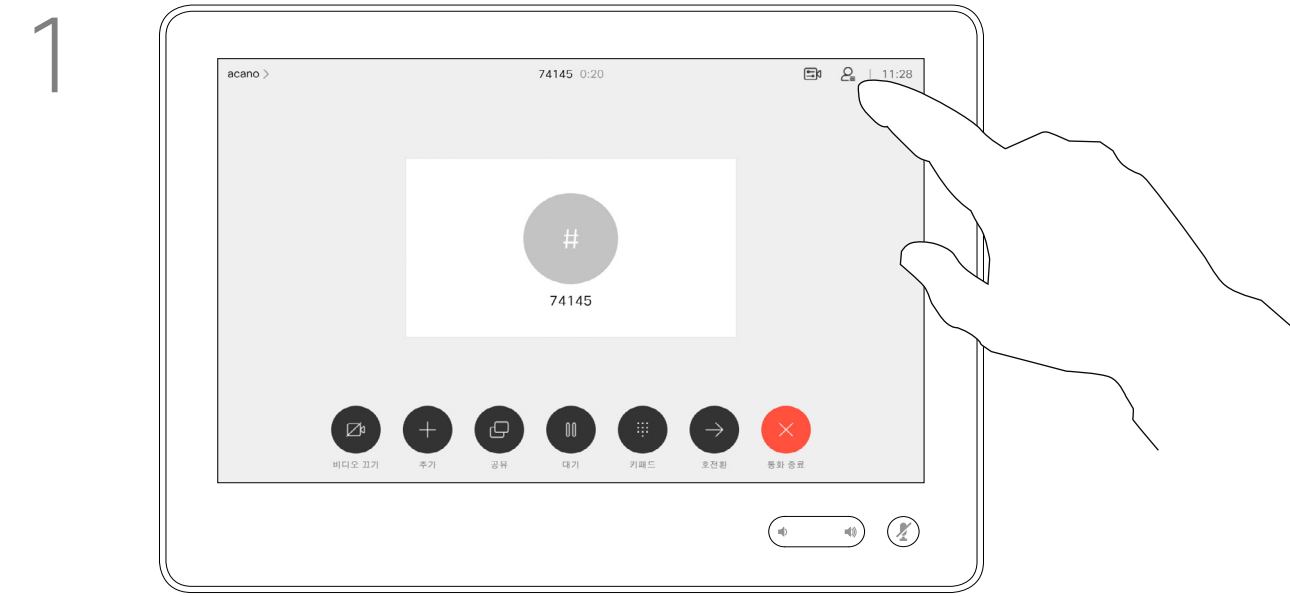 1
acano >
74145 0:20
11:28
#
74145
비디오 끄기
추가
공유
대기
키패드
호전환
통화 종료